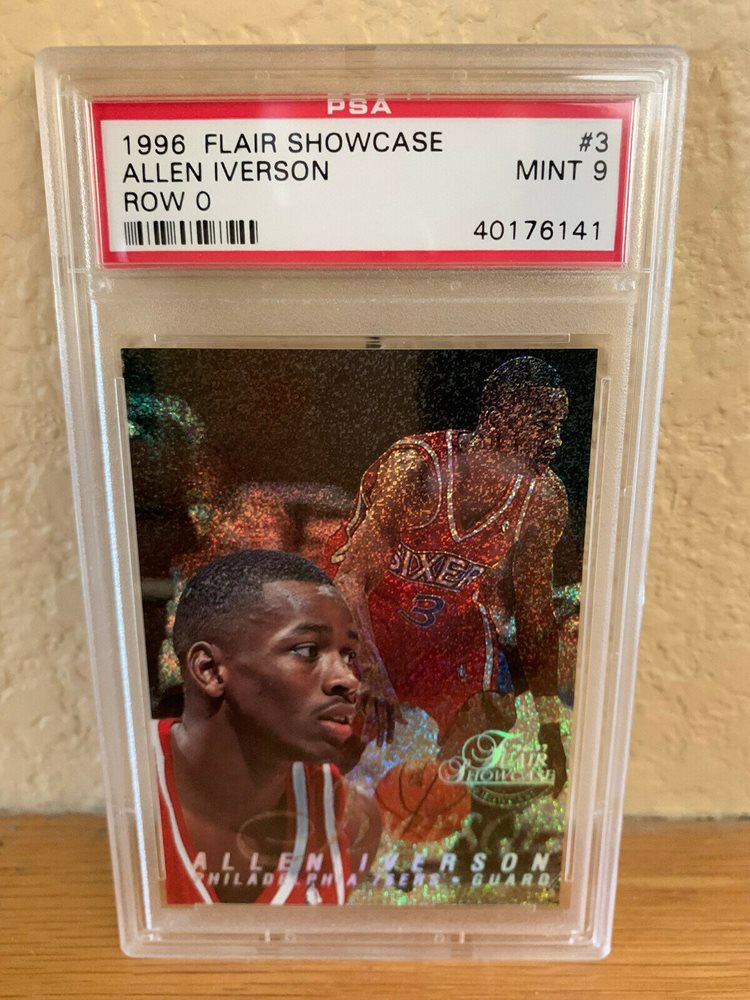 PSA
1996 FLAIR SHOWCASE #3
ALLEN IVERSON MINT 9
ROW 0
40176141
SIXER
3
FLAIR
SHOWCASE
ALLEN IVERSON
PHILADELPHIA 76ERS • GUARD